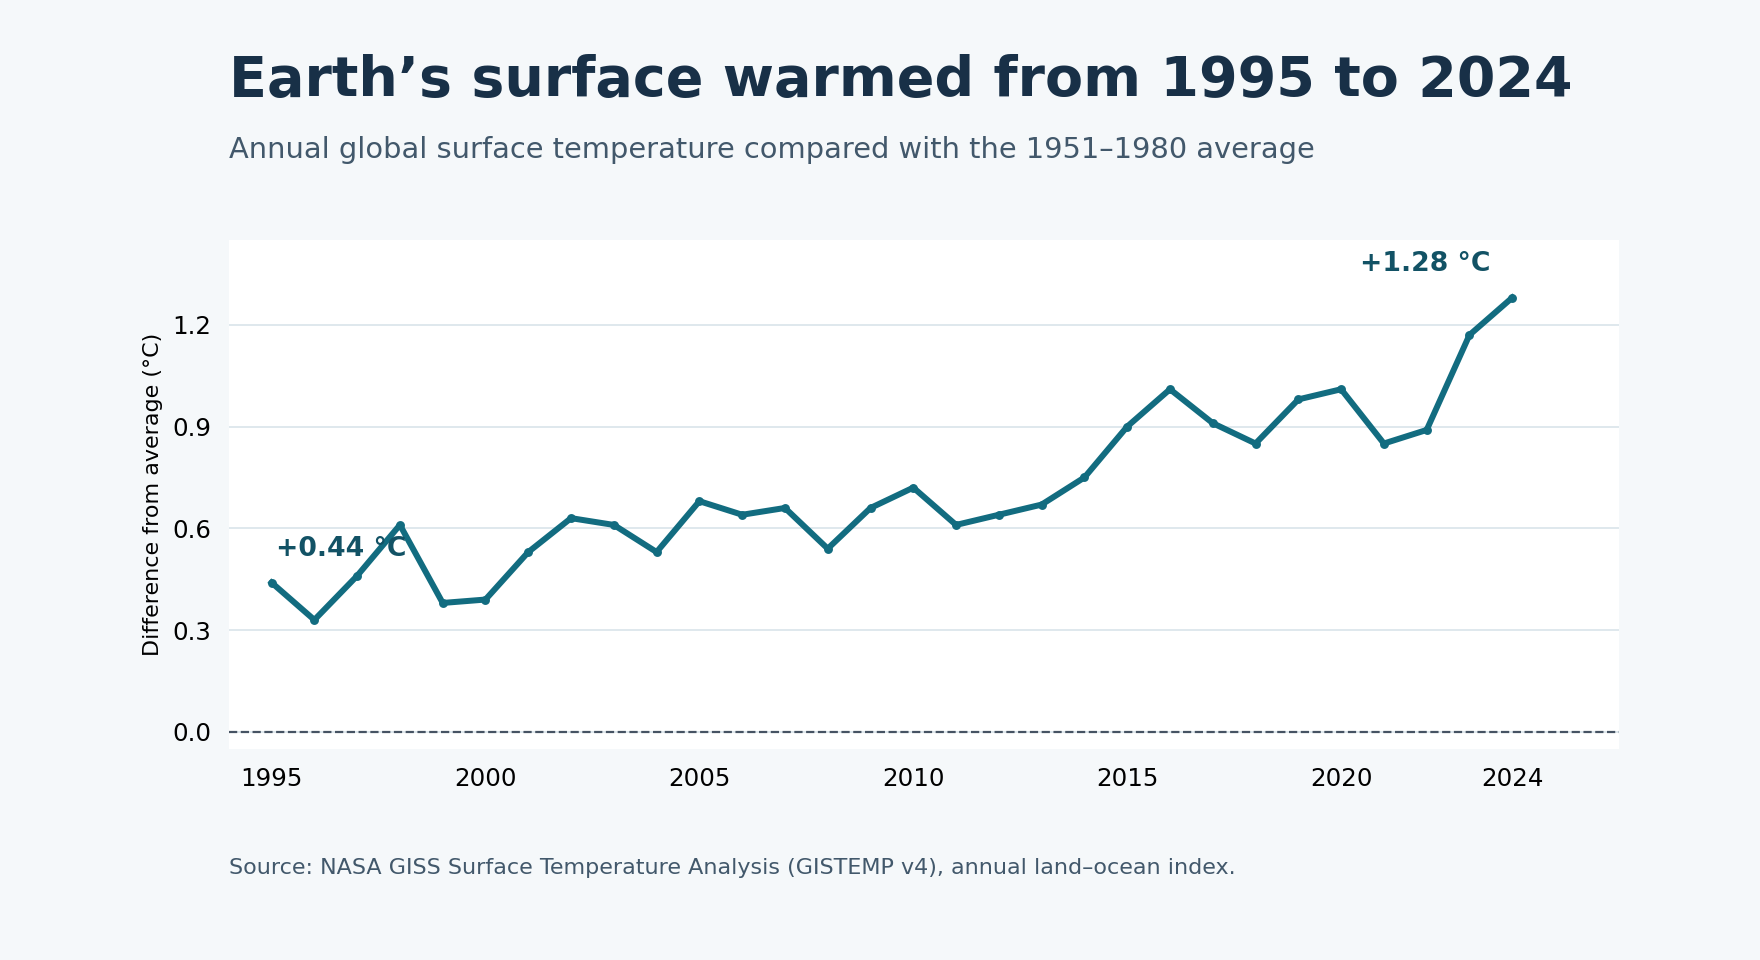 Earth’s surface warmed from 1995 to 2024
Annual global surface temperature compared with the 1951–1980 average
+1.28 °C
+0.44 °C
Difference from average (°C)
1.2
0.9
0.6
0.3
0.0
1995 2000 2005 2010 2015 2020 2024
Source: NASA GISS Surface Temperature Analysis (GISTEMP v4), annual land–ocean index.